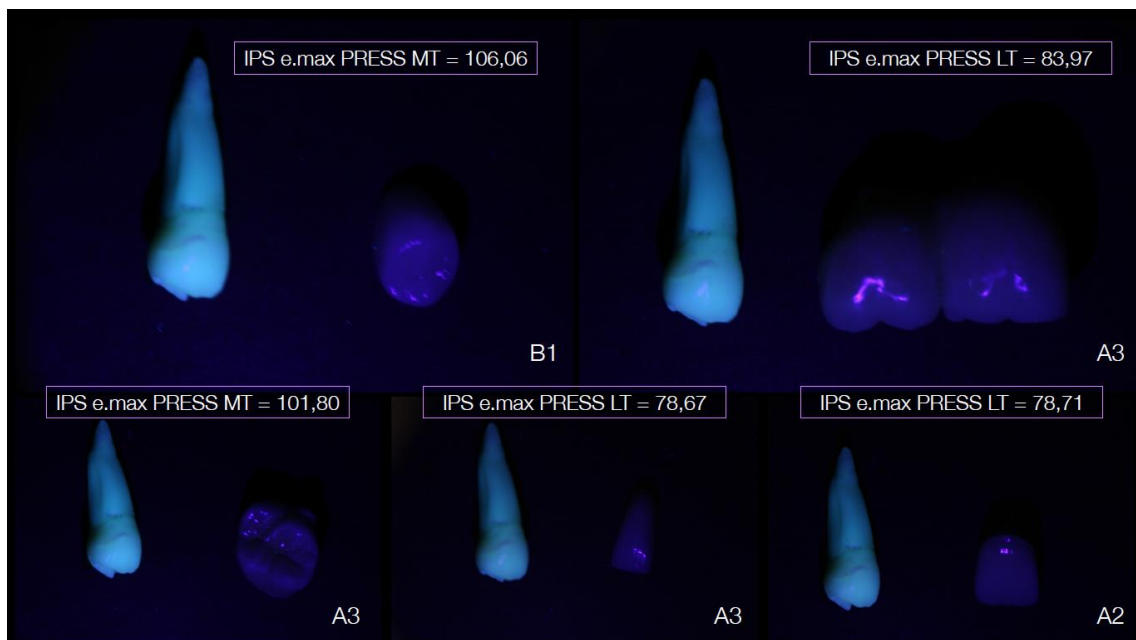 IPS e.max PRESS MT = 106,06
IPS e.max PRESS LT = 83,97
B1
A3
IPS e.max PRESS MT = 101,80
IPS e.max PRESS LT = 78,67
IPS e.max PRESS LT = 78,71
A3
A3
A2